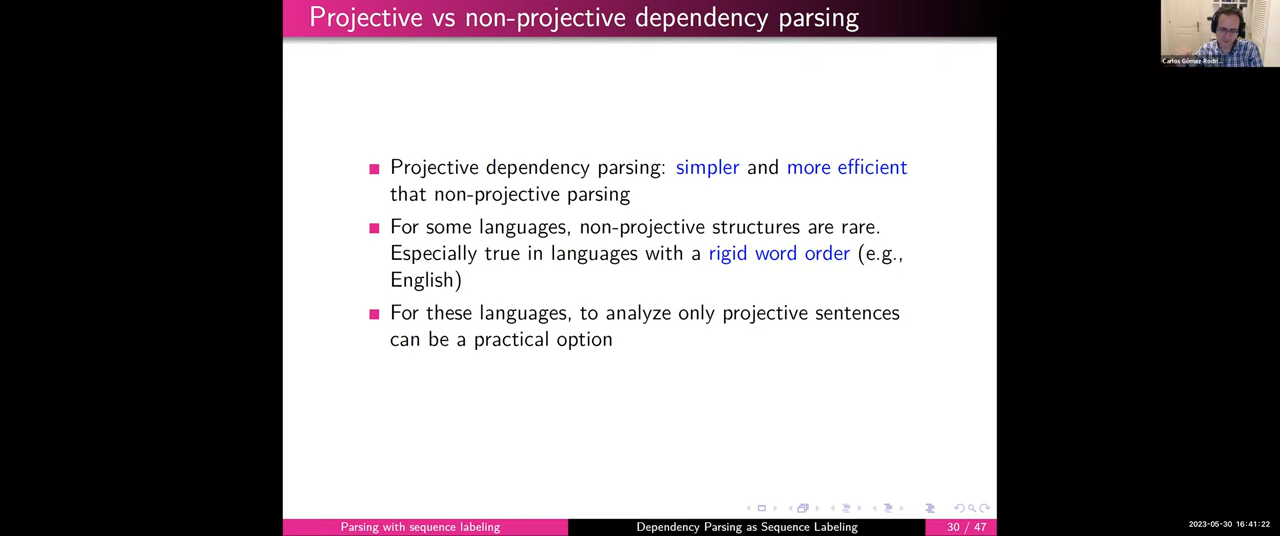 Projective vs non-projective dependency parsing
Carlos Gómez-Rodrí...
Projective dependency parsing: simpler and more efficient
that non-projective parsing
For some languages, non-projective structures are rare.
Especially true in languages with a rigid word order (e.g.,
English)
For these languages, to analyze only projective sentences
can be a practical option
Parsing with sequence labeling
Dependency Parsing as Sequence Labeling
30 / 47
2023-05-30 16:41:22